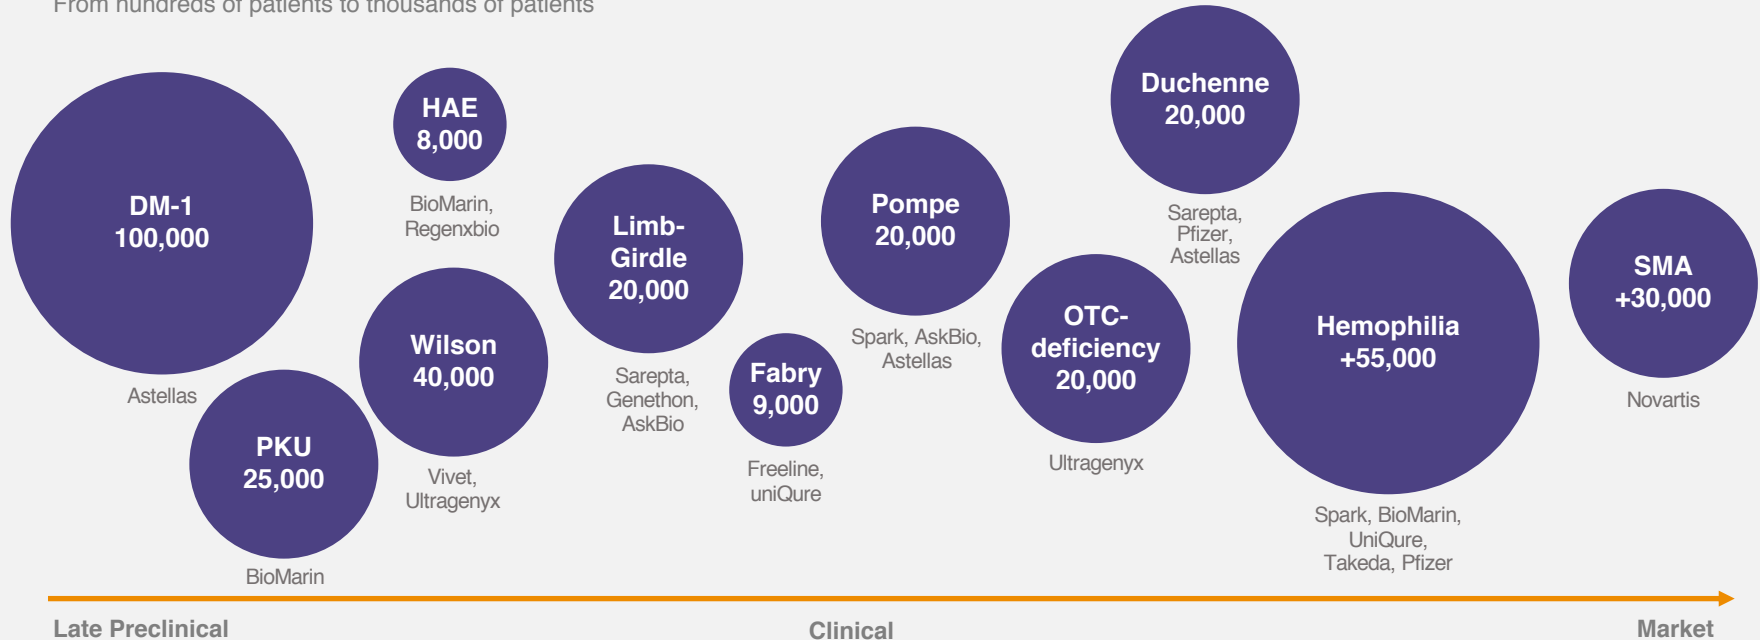 From hundreds of patients to thousands of patients
DM-1
100,000
Astellas
PKU
25,000
BioMarin
HAE
8,000
BioMarin,
Regenxbio
Wilson
40,000
Vivet,
Ultragenyx
Limb-
Girdle
20,000
Sarepta,
Genethon,
AskBio
Fabry
9,000
Freeline,
uniQure
Pompe
20,000
Spark, AskBio,
Astellas
OTC-
deficiency
20,000
Ultragenyx
Duchenne
20,000
Sarepta,
Pfizer,
Astellas
Hemophilia
+55,000
Spark, BioMarin,
UniQure,
Takeda, Pfizer
SMA
+30,000
Novartis
Late Preclinical
Clinical
Market